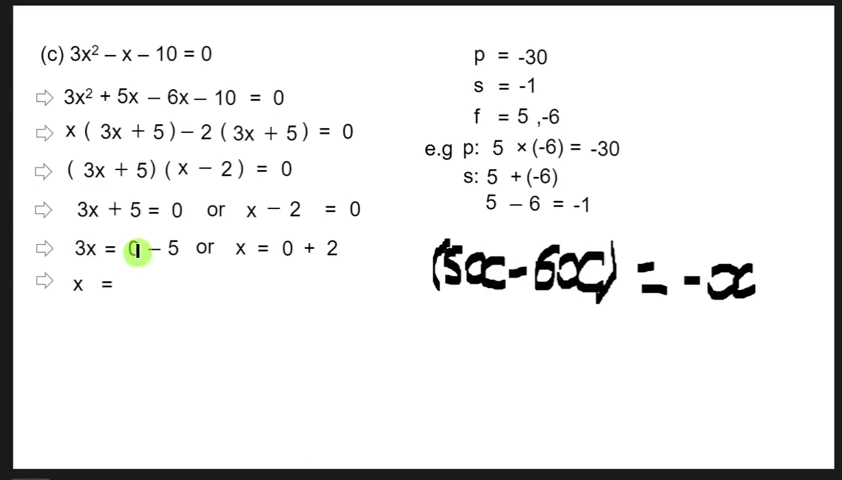 (c) 3x² – x – 10 = 0
⇨ 3x² + 5x – 6x – 10 = 0
⇨ x ( 3x + 5 ) – 2 ( 3x + 5 ) = 0
⇨ ( 3x + 5 ) ( x – 2 ) = 0
⇨ 3x + 5 = 0 or x – 2 = 0
⇨ 3x = 0 – 5 or x = 0 + 2
⇨ x =
p = -30
s = -1
f = 5 ,-6
e.g p: 5 × (-6) = -30
s: 5 + (-6)
5 – 6 = -1
(5x - 6x) = - x